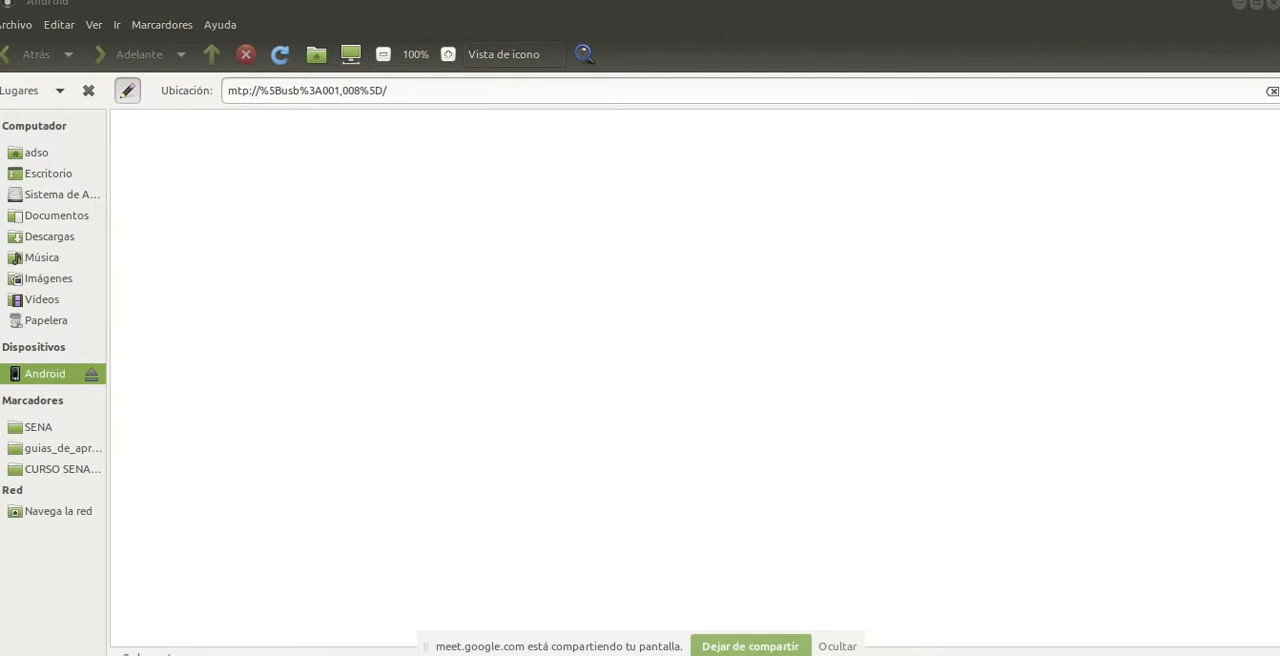 Android
Archivo Editar Ver Ir Marcadores Ayuda
Atrás Adelante 100% Vista de icono
Lugares Ubicación: mtp://%5Busb%3A001,008%5D/
Computador
adso
Escritorio
Sistema de A...
Documentos
Descargas
Música
Imágenes
Vídeos
Papelera
Dispositivos
Android
Marcadores
SENA
guias_de_apr...
CURSO SENA...
Red
Navega la red
meet.google.com está compartiendo tu pantalla. Dejar de compartir Ocultar